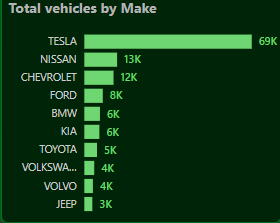 Total vehicles by Make
TESLA 69K
NISSAN 13K
CHEVROLET 12K
FORD 8K
BMW 6K
KIA 6K
TOYOTA 5K
VOLKSWA... 4K
VOLVO 4K
JEEP 3K